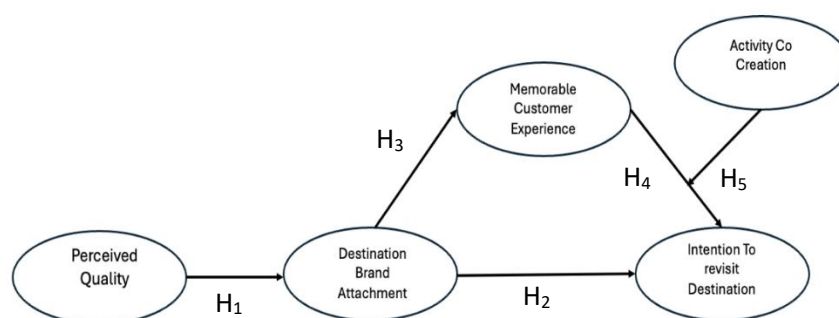 Activity Co
Creation
Memorable
Customer
Experience
H₃
H₄
H₅
Perceived
Quality
Destination
Brand
Attachment
Intention To
revisit
Destination
H₁
H₂